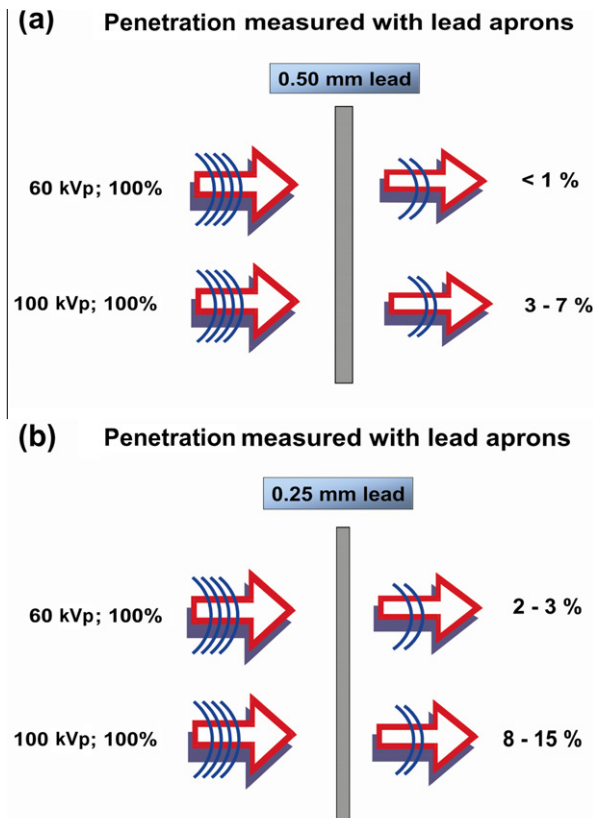 (a) Penetration measured with lead aprons
0.50 mm lead
60 kVp; 100% < 1 %
100 kVp; 100% 3 - 7 %
(b) Penetration measured with lead aprons
0.25 mm lead
60 kVp; 100% 2 - 3 %
100 kVp; 100% 8 - 15 %